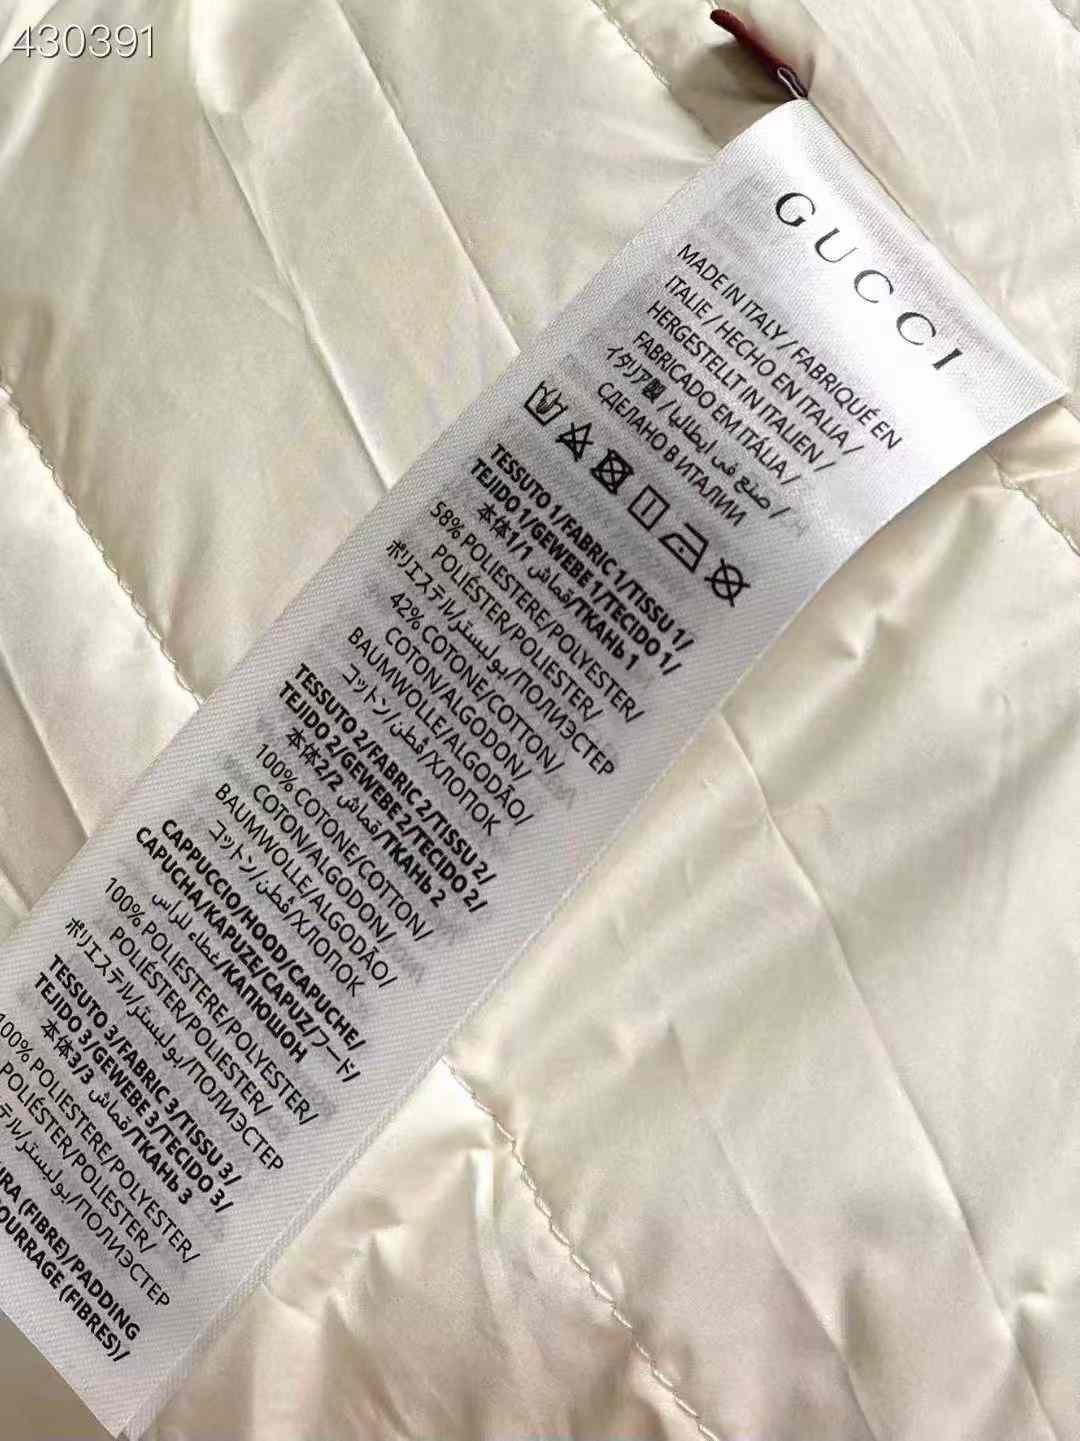 430391
GUCCI
MADE IN ITALY / FABRIQUÉ EN
ITALIE / HECHO EN ITALIA /
HERGESTELLT IN ITALIEN /
FABRICADO EM ITÁLIA /
イタリア製 / صنع في ايطاليا /
СДЕЛАНО В ИТАЛИИ
TESSUTO 1/FABRIC 1/TISSU 1/
TEJIDO 1/GEWEBE 1/TECIDO 1/
本体1/قماش 1/ТКАНЬ 1
58% POLIESTERE/POLYESTER/
POLIÉSTER/POLIESTER/
ポリエステル/بوليستر/ПОЛИЭСТЕР
42% COTONE/COTTON/
COTON/ALGODON/
BAUMWOLLE/ALGODÃO/
コットン/قطن/ХЛОПОК
TESSUTO 2/FABRIC 2/TISSU 2/
TEJIDO 2/GEWEBE 2/TECIDO 2/
本体2/قماش 2/ТКАНЬ 2
100% COTONE/COTTON/
COTON/ALGODON/
BAUMWOLLE/ALGODÃO/
コットン/قطن/ХЛОПОК
CAPPUCCIO/HOOD/CAPUCHE/
CAPUCHA/KAPUZE/CAPUZ/フード/
غطاء للرأس/КАПЮШОН
100% POLIESTERE/POLYESTER/
POLIÉSTER/POLIESTER/
ポリエステル/بوليستر/ПОЛИЭСТЕР
TESSUTO 3/FABRIC 3/TISSU 3/
TEJIDO 3/GEWEBE 3/TECIDO 3/
本体3/قماش 3/ТКАНЬ 3
100% POLIESTERE/POLYESTER/
POLIÉSTER/POLIESTER/
テル/بوليستر/ПОЛИЭСТЕР
URA (FIBRE)/PADDING
OURRAGE (FIBRES)/